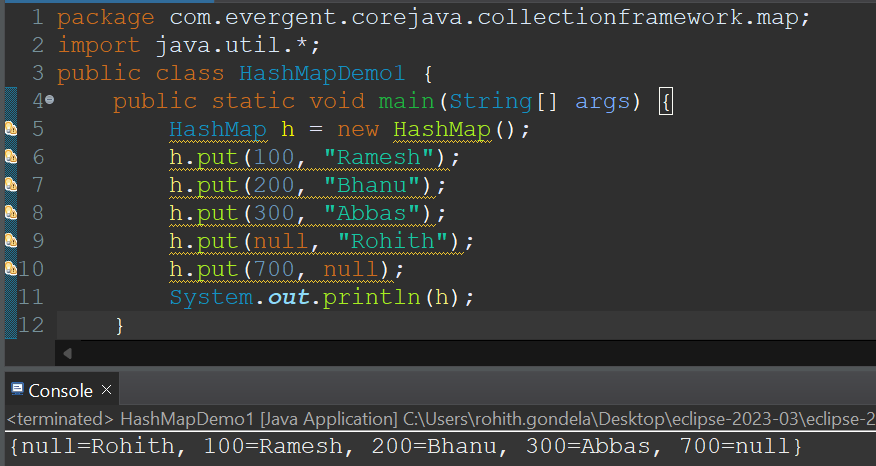 1 package com.evergent.corejava.collectionframework.map;
2 import java.util.*;
3 public class HashMapDemo1 {
4 public static void main(String[] args) {
5 HashMap h = new HashMap();
6 h.put(100, "Ramesh");
7 h.put(200, "Bhanu");
8 h.put(300, "Abbas");
9 h.put(null, "Rohith");
10 h.put(700, null);
11 System.out.println(h);
12 }
Console ×
<terminated> HashMapDemo1 [Java Application] C:\Users\rohith.gondela\Desktop\eclipse-2023-03\eclipse-2
{null=Rohith, 100=Ramesh, 200=Bhanu, 300=Abbas, 700=null}